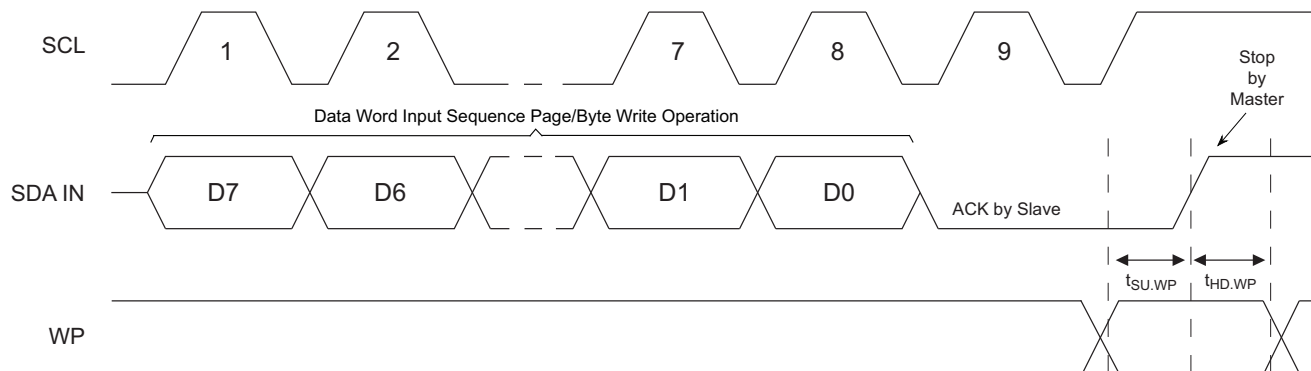 SCL 1 2 7 8 9
Stop
by
Master
Data Word Input Sequence Page/Byte Write Operation
SDA IN D7 D6 D1 D0 ACK by Slave
tSU.WP tHD.WP
WP